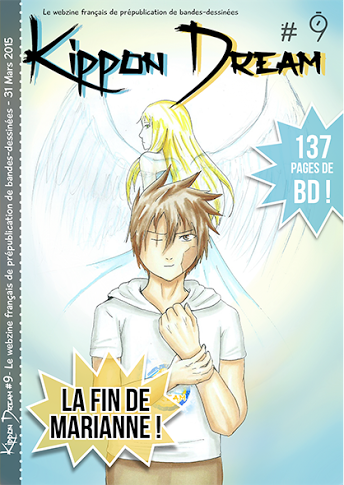 Le webzine français de prépublication de bandes-dessinées
Kippon Dream
# 9
137
PAGES DE
BD !
LA FIN DE
MARIANNE !
Kippon Dream #9- Le webzine français de prépublication de bandes-dessinées - 31 Mars 2015